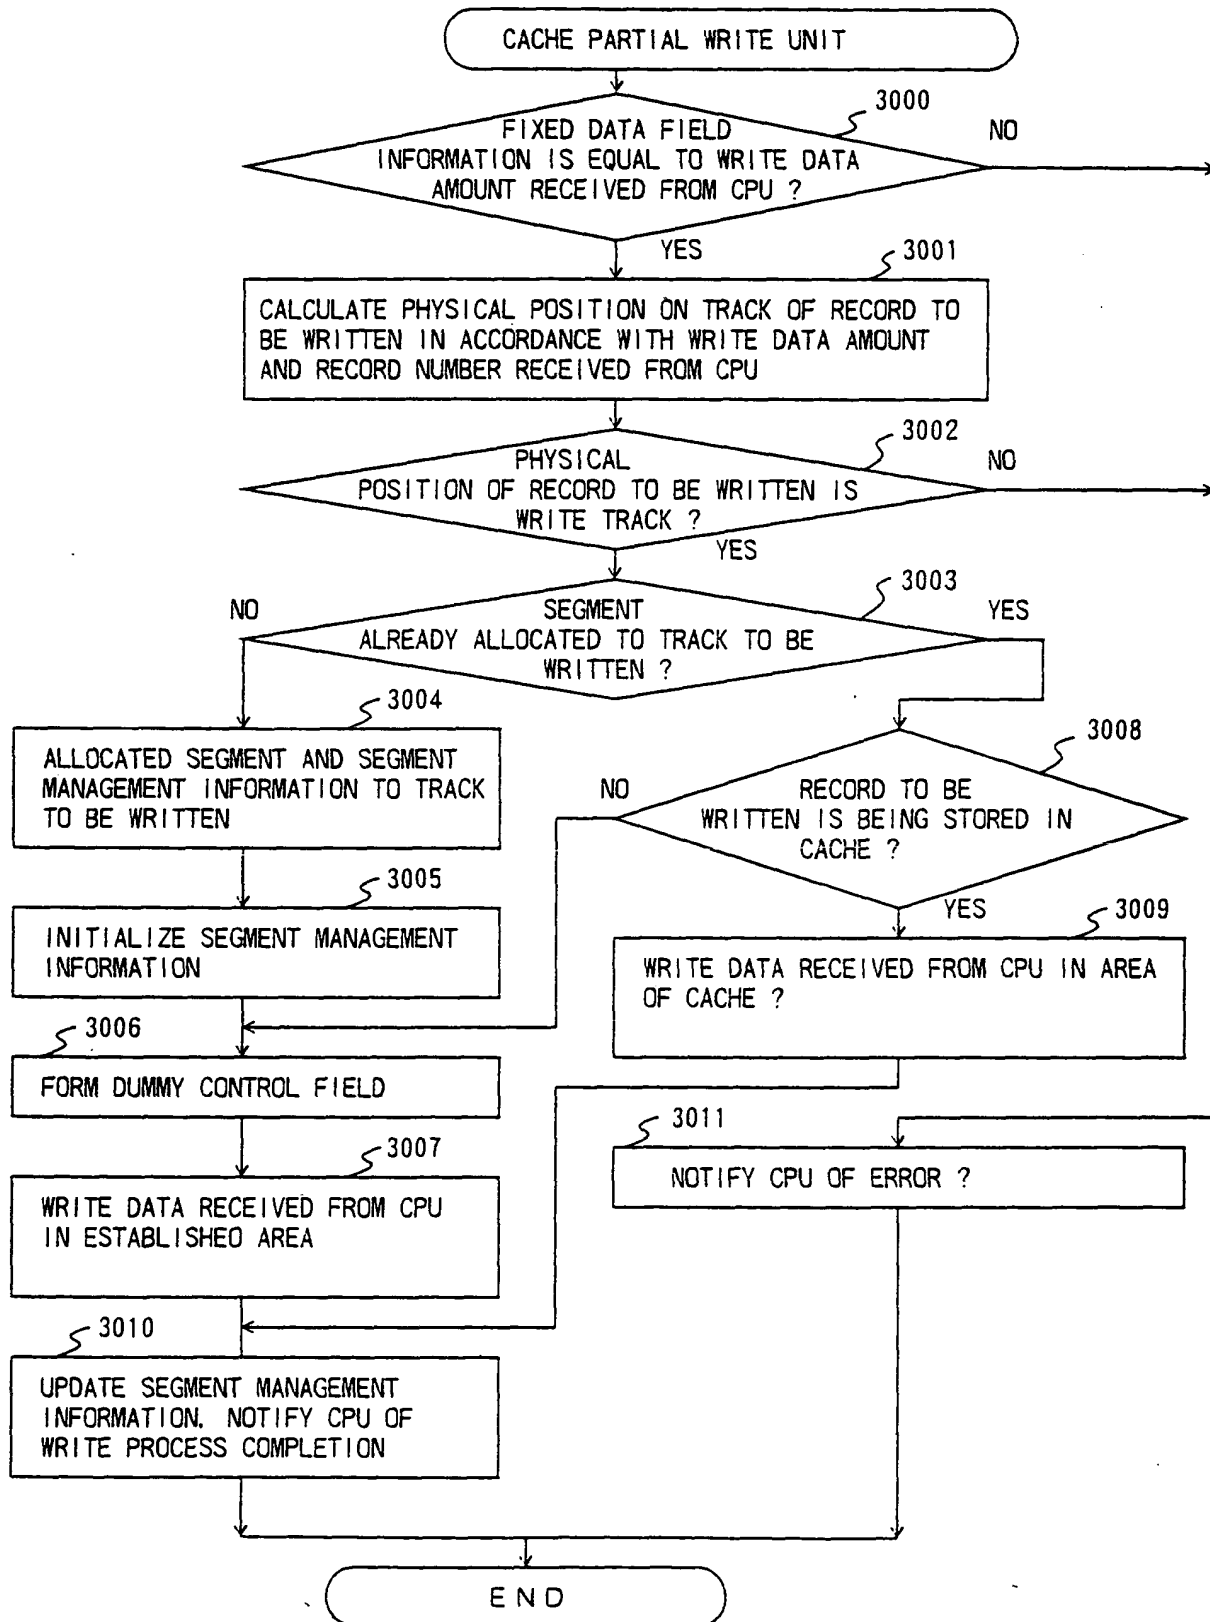 CACHE PARTIAL WRITE UNIT
3000
NO
FIXED DATA FIELD
INFORMATION IS EQUAL TO WRITE DATA
AMOUNT RECEIVED FROM CPU ?
YES
3001
CALCULATE PHYSICAL POSITION ON TRACK OF RECORD TO
BE WRITTEN IN ACCORDANCE WITH WRITE DATA AMOUNT
AND RECORD NUMBER RECEIVED FROM CPU
3002
NO
PHYSICAL
POSITION OF RECORD TO BE WRITTEN IS
WRITE TRACK ?
YES
3003
NO
YES
SEGMENT
ALREADY ALLOCATED TO TRACK TO BE
WRITTEN ?
3004
ALLOCATED SEGMENT AND SEGMENT
MANAGEMENT INFORMATION TO TRACK
TO BE WRITTEN
3008
NO
RECORD TO BE
WRITTEN IS BEING STORED IN
CACHE ?
YES
3005
INITIALIZE SEGMENT MANAGEMENT
INFORMATION
3009
WRITE DATA RECEIVED FROM CPU IN AREA
OF CACHE ?
3006
FORM DUMMY CONTROL FIELD
3011
NOTIFY CPU OF ERROR ?
3007
WRITE DATA RECEIVED FROM CPU
IN ESTABLISHED AREA
3010
UPDATE SEGMENT MANAGEMENT
INFORMATION. NOTIFY CPU OF
WRITE PROCESS COMPLETION
END